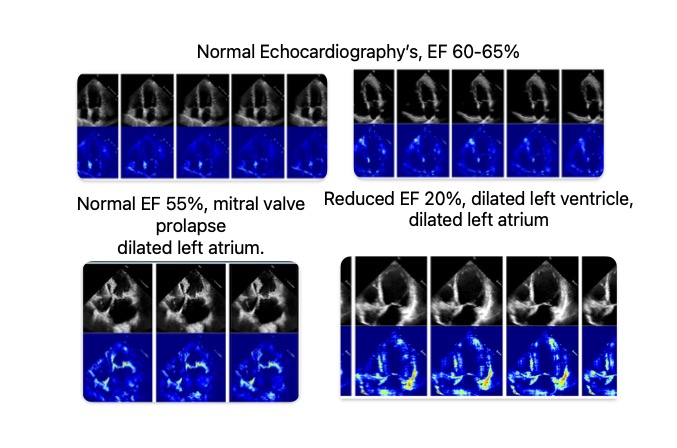 Normal Echocardiography's, EF 60-65%
Normal EF 55%, mitral valve
prolapse
dilated left atrium.
Reduced EF 20%, dilated left ventricle,
dilated left atrium